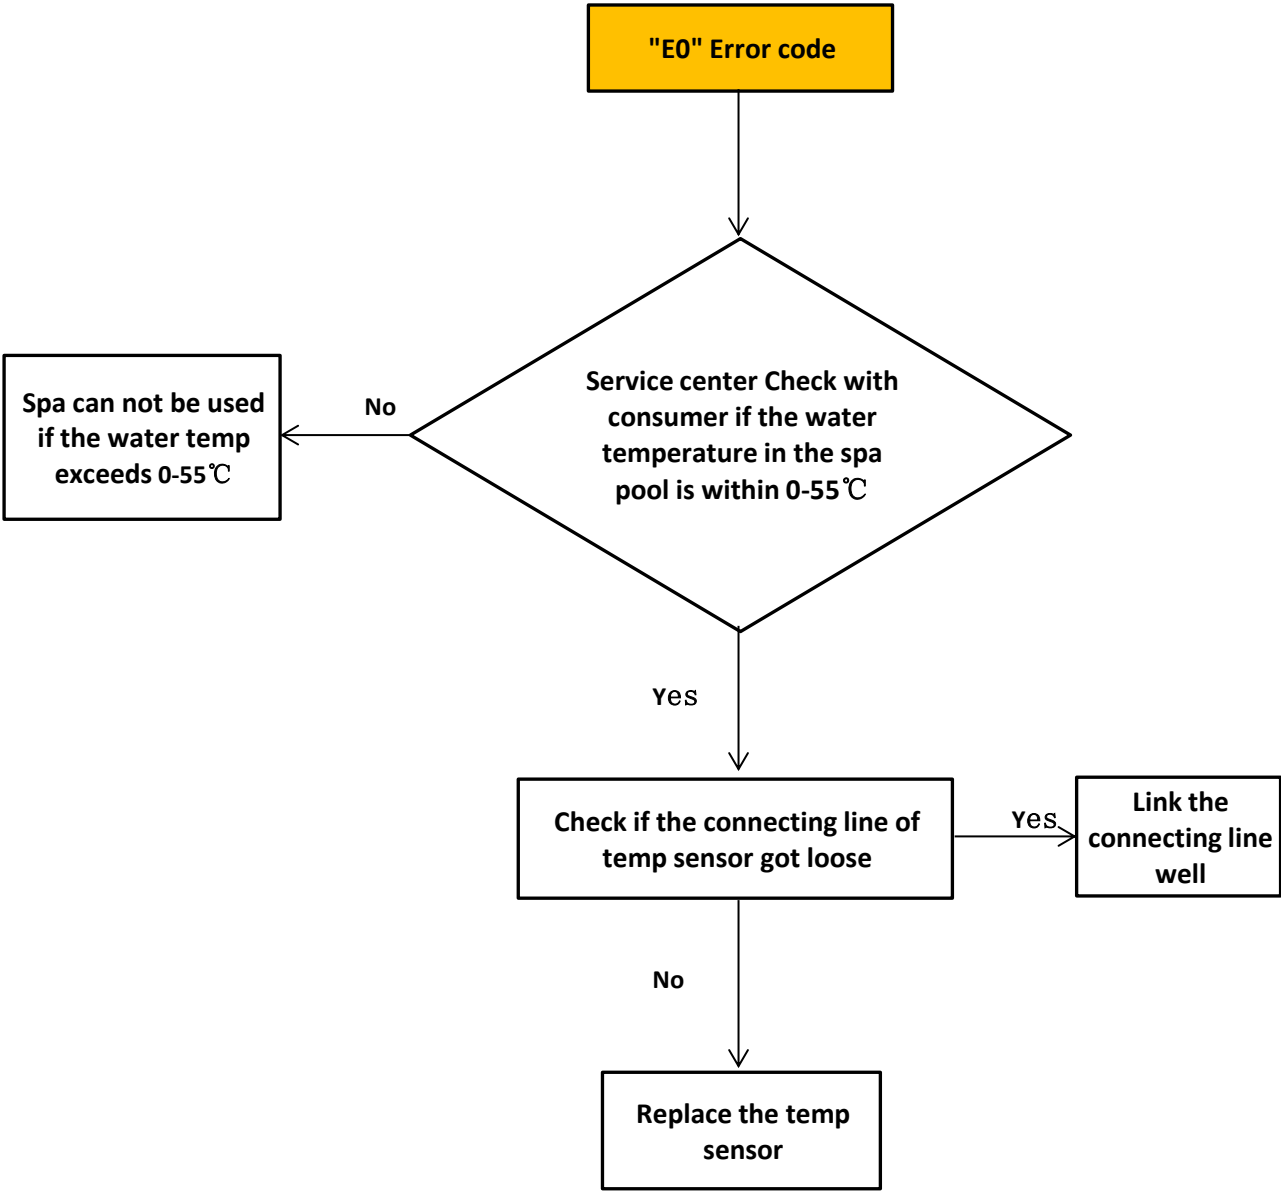 "E0" Error code
Service center Check with
consumer if the water
temperature in the spa
pool is within 0-55℃
No
Spa can not be used
if the water temp
exceeds 0-55℃
Yes
Check if the connecting line of
temp sensor got loose
Yes
Link the
connecting line
well
No
Replace the temp
sensor